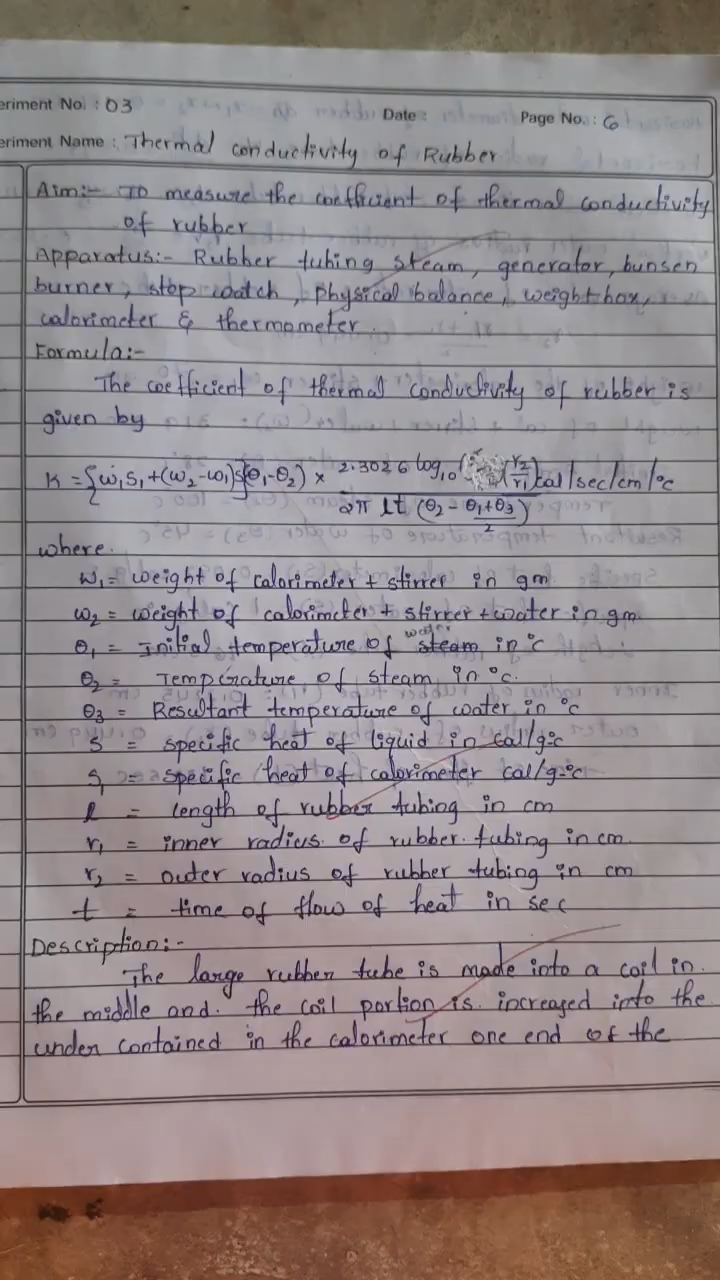 eriment No. : 03 Date : Page No. : 6
eriment Name : Thermal conductivity of Rubber
Aim:- To measure the coefficient of thermal conductivity
of rubber
Apparatus:- Rubber tubing steam, generator, bunsen
burner, stop watch, physical balance, weight box,
calorimeter & thermometer.
Formula:-
The coefficient of thermal conductivity of rubber is
given by
K = {w₁s₁+(w₂-w₁)s}(θ₁-θ₂) × 2.3026 log₁₀ (r₂/r₁) cal/sec/cm/°c
2π lt (θ₂ - θ₁+θ₃/2)
where.
w₁ = weight of calorimeter + stirrer in gm
w₂ = weight of calorimeter + stirrer + water in gm
water
θ₁ = Initial temperature of steam in °c
θ₂ = Temperature of steam in °c.
θ₃ = Resultant temperature of water in °c
s = specific heat of liquid in cal/g-°c
s₁ = specific heat of calorimeter cal/g-°c
l = length of rubber tubing in cm
r₁ = inner radius of rubber tubing in cm
r₂ = outer radius of rubber tubing in cm
t = time of flow of heat in sec
Description:-
The large rubber tube is made into a coil in
the middle and. the coil portion is increased into the
under contained in the calorimeter one end of the